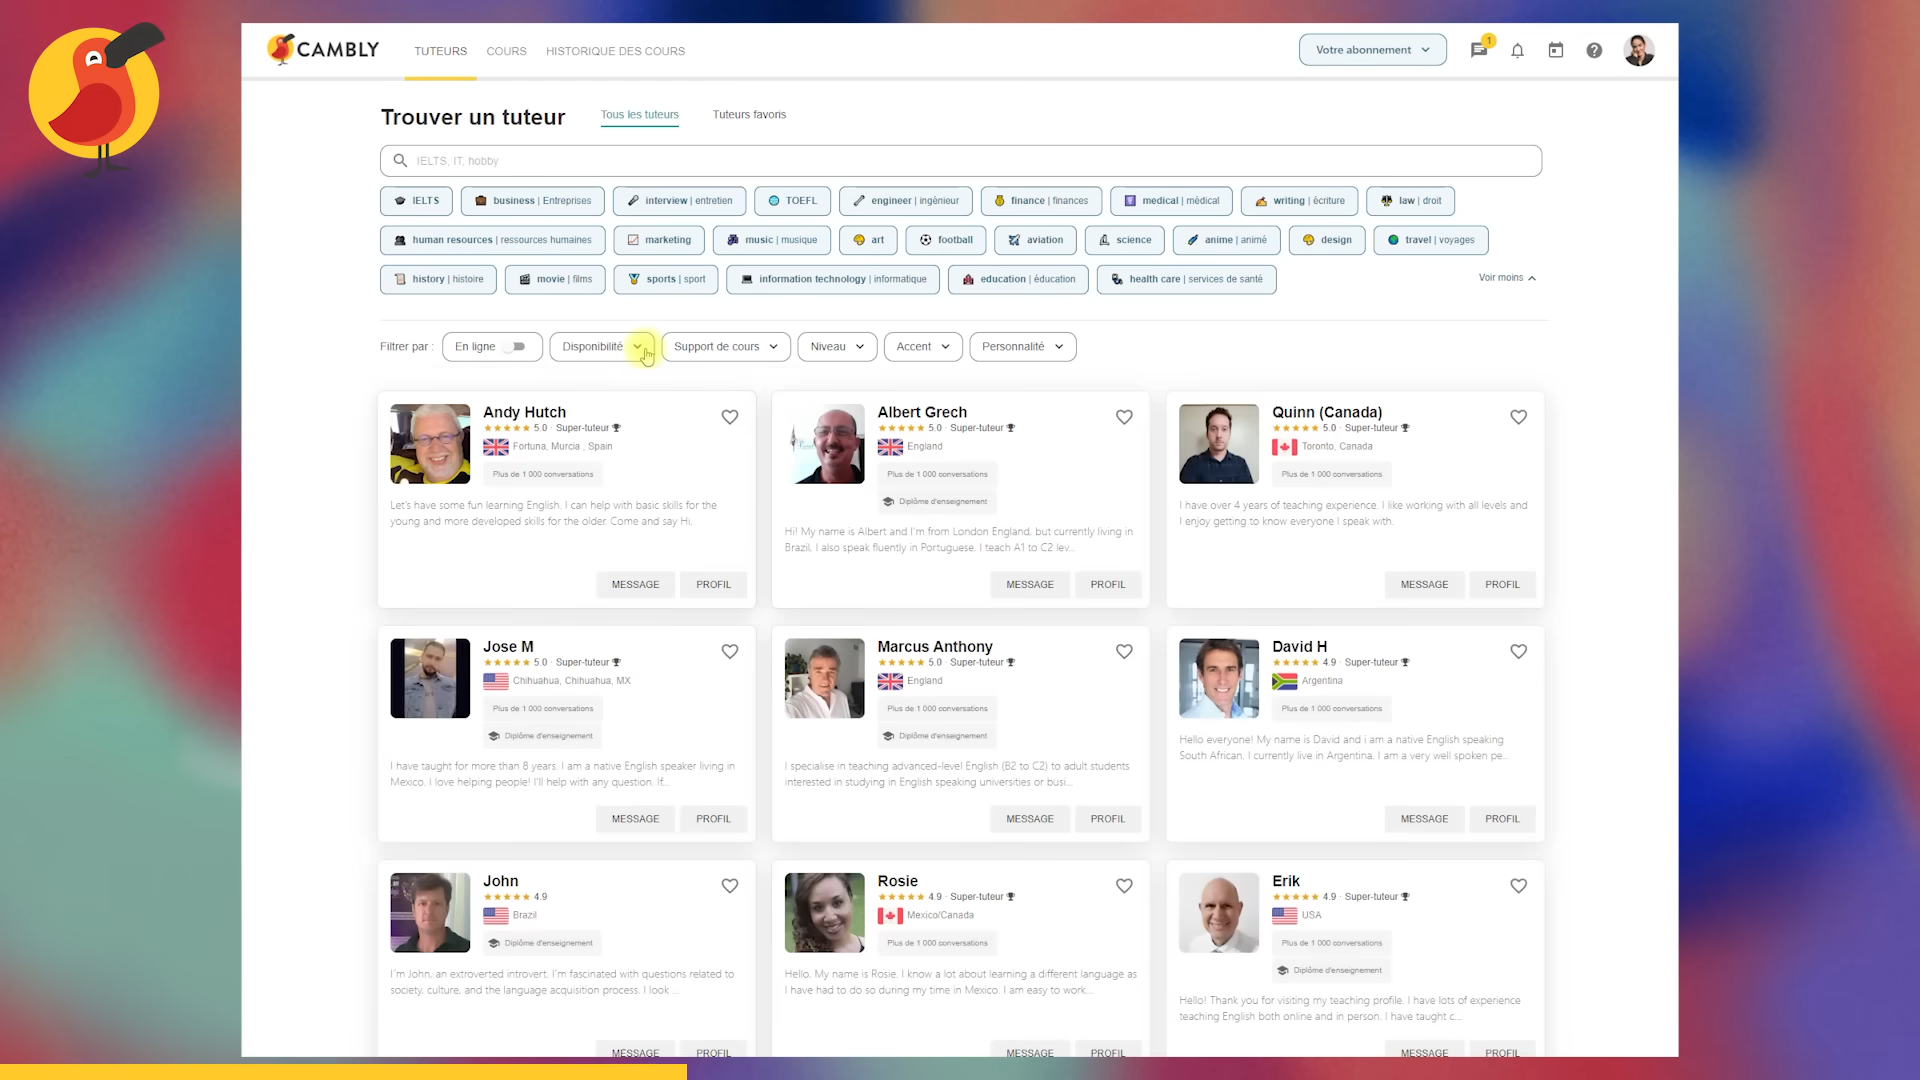 CAMBLY
TUTEURS
COURS
HISTORIQUE DES COURS
Votre abonnement
1
Trouver un tuteur
Tous les tuteurs
Tuteurs favoris
IELTS, IT, hobby
IELTS
business | Entreprises
interview | entretien
TOEFL
engineer | ingénieur
finance | finances
medical | médical
writing | écriture
law | droit
human resources | ressources humaines
marketing
music | musique
art
football
aviation
science
anime | animé
design
travel | voyages
history | histoire
movie | films
sports | sport
information technology | informatique
education | éducation
health care | services de santé
Voir moins
Filtrer par :
En ligne
Disponibilité
Support de cours
Niveau
Accent
Personnalité
Andy Hutch
5.0 · Super-tuteur
Fortuna, Murcia , Spain
Plus de 1 000 conversations
Let's have some fun learning English. I can help with basic skills for the
young and more developed skills for the older. Come and say Hi.
MESSAGE
PROFIL
Albert Grech
5.0 · Super-tuteur
England
Plus de 1 000 conversations
Diplôme d'enseignement
Hi! My name is Albert and I'm from London England, but currently living in
Brazil, I also speak fluently in Portuguese. I teach A1 to C2 lev...
MESSAGE
PROFIL
Quinn (Canada)
5.0 · Super-tuteur
Toronto, Canada
Plus de 1 000 conversations
I have over 4 years of teaching experience. I like working with all levels and
I enjoy getting to know everyone I speak with.
MESSAGE
PROFIL
Jose M
5.0 · Super-tuteur
Chihuahua, Chihuahua, MX
Plus de 1 000 conversations
Diplôme d'enseignement
I have taught for more than 8 years. I am a native English speaker living in
Mexico. I love helping people! I'll help with any question. If...
MESSAGE
PROFIL
Marcus Anthony
5.0 · Super-tuteur
England
Plus de 1 000 conversations
Diplôme d'enseignement
I specialise in teaching advanced-level English (B2 to C2) to adult students
interested in studying in English speaking universities or busi...
MESSAGE
PROFIL
David H
4.9 · Super-tuteur
Argentina
Plus de 1 000 conversations
Hello everyone! My name is David and i am a native English speaking
South African. I currently live in Argentina. I am a very well spoken pe...
MESSAGE
PROFIL
John
4.9
Brazil
Diplôme d'enseignement
I'm John, an extroverted introvert. I'm fascinated with questions related to
society, culture, and the language acquisition process. I look ...
MESSAGE
PROFIL
Rosie
4.9 · Super-tuteur
Mexico/Canada
Plus de 1 000 conversations
Hello, My name is Rosie. I know a lot about learning a different language as
I have had to do so during my time in Mexico. I am easy to work...
MESSAGE
PROFIL
Erik
4.9 · Super-tuteur
USA
Plus de 1 000 conversations
Diplôme d'enseignement
Hello! Thank you for visiting my teaching profile. I have lots of experience
teaching English both online and in person. I have taught c...
MESSAGE
PROFIL